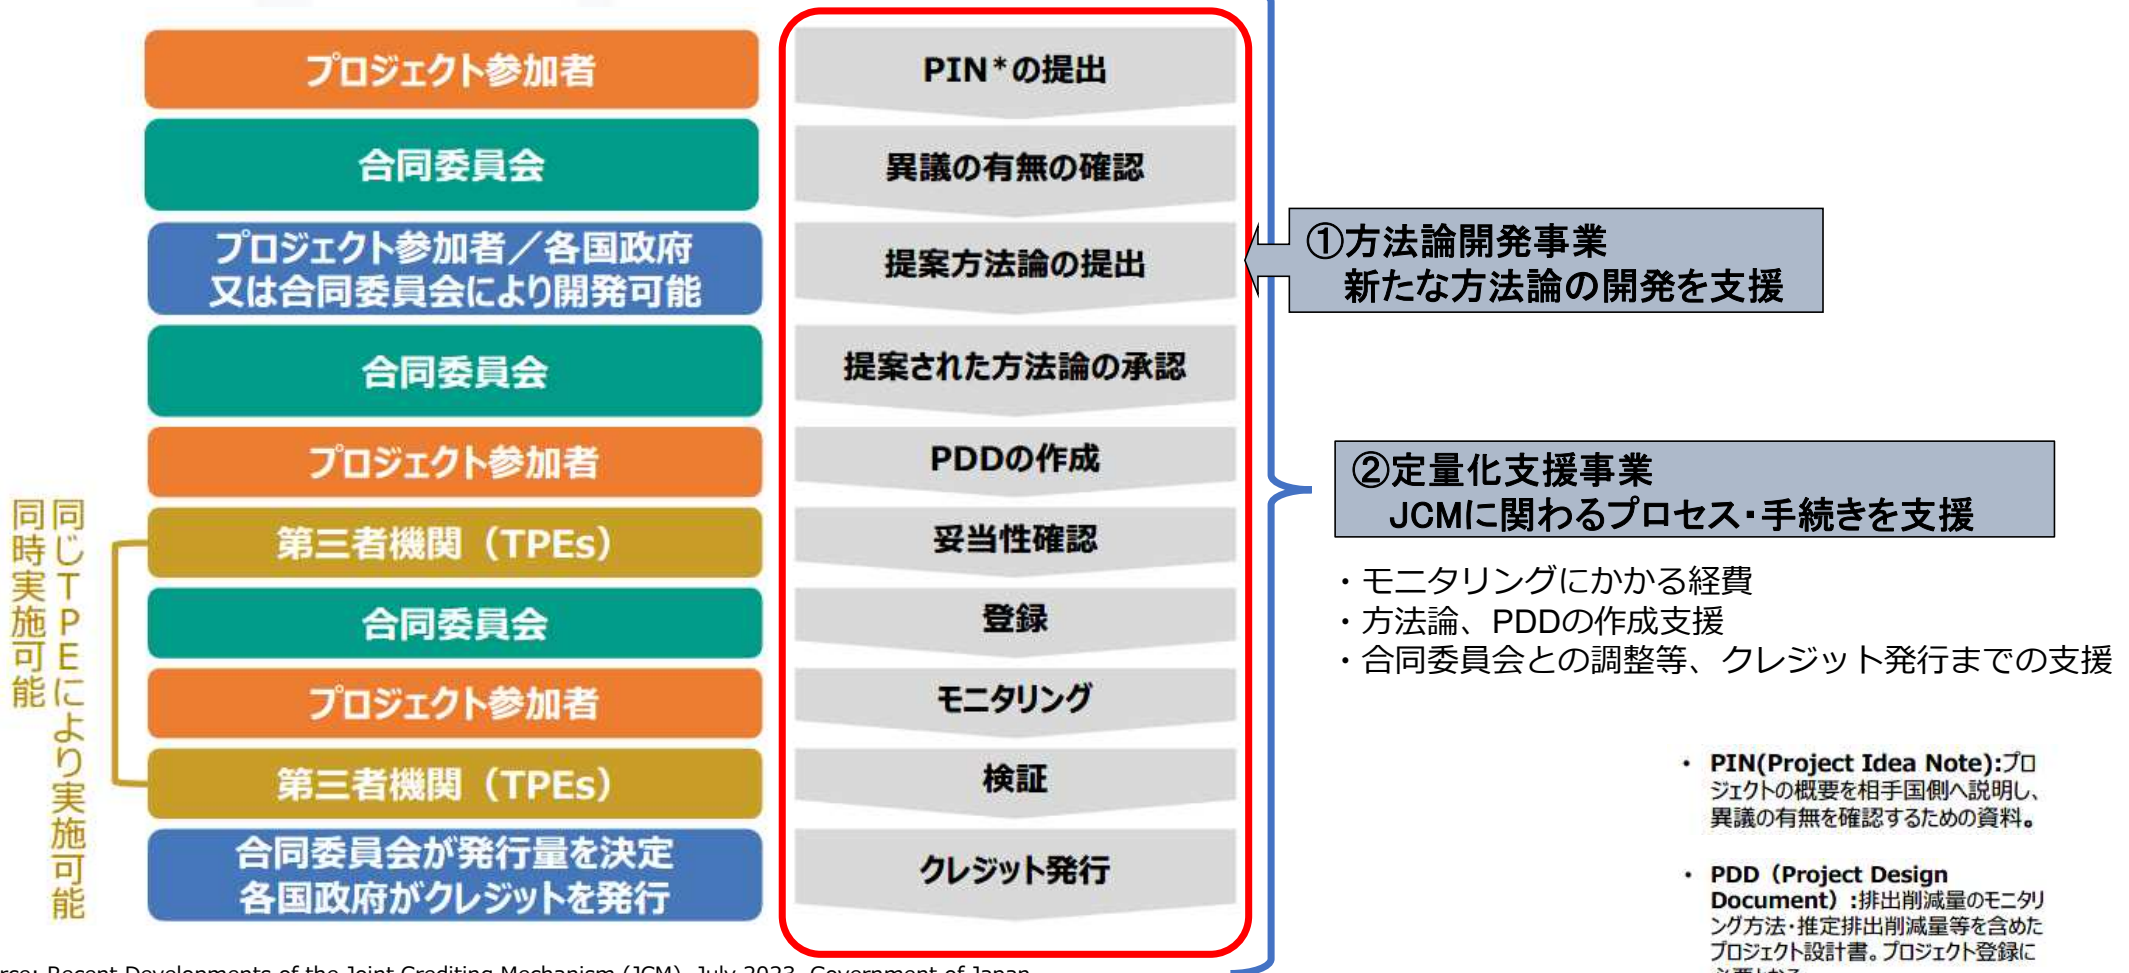 プロジェクト参加者
PIN*の提出
合同委員会
異議の有無の確認
プロジェクト参加者／各国政府
又は合同委員会により開発可能
提案方法論の提出
①方法論開発事業
新たな方法論の開発を支援
合同委員会
提案された方法論の承認
プロジェクト参加者
PDDの作成
②定量化支援事業
JCMに関わるプロセス・手続きを支援
第三者機関（TPEs）
妥当性確認
・モニタリングにかかる経費
・方法論、PDDの作成支援
・合同委員会との調整等、クレジット発行までの支援
合同委員会
登録
プロジェクト参加者
モニタリング
第三者機関（TPEs）
検証
合同委員会が発行量を決定
各国政府がクレジットを発行
クレジット発行
同じTPEにより実施可能
同時実施可能
・ PIN(Project Idea Note):プロ
ジェクトの概要を相手国側へ説明し、
異議の有無を確認するための資料。
・ PDD（Project Design
Document）:排出削減量のモニタリ
ング方法・推定排出削減量等を含めた
プロジェクト設計書。プロジェクト登録に
Recent Developments of the Joint Crediting Mechanism (JCM), July 2023, Government of Japan